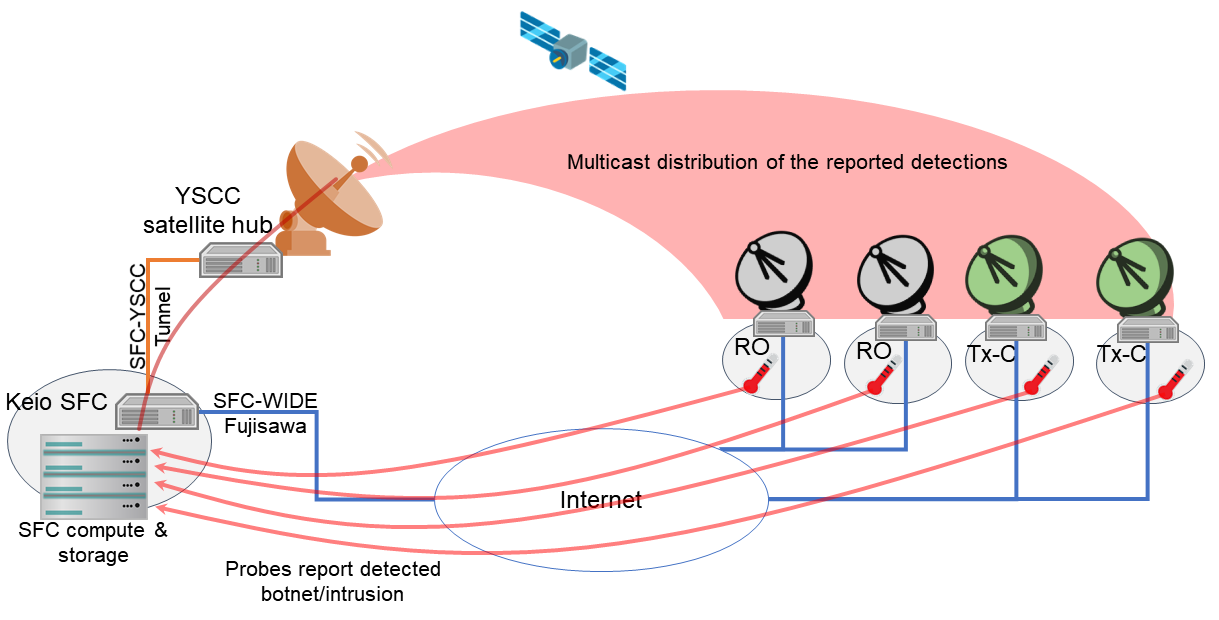 Multicast distribution of the reported detections
YSCC
satellite hub
SFC-YSCC
Tunnel
RO
RO
Tx-C
Tx-C
Keio SFC
SFC-WIDE
Fujisawa
Internet
SFC compute &
storage
Probes report detected
botnet/intrusion